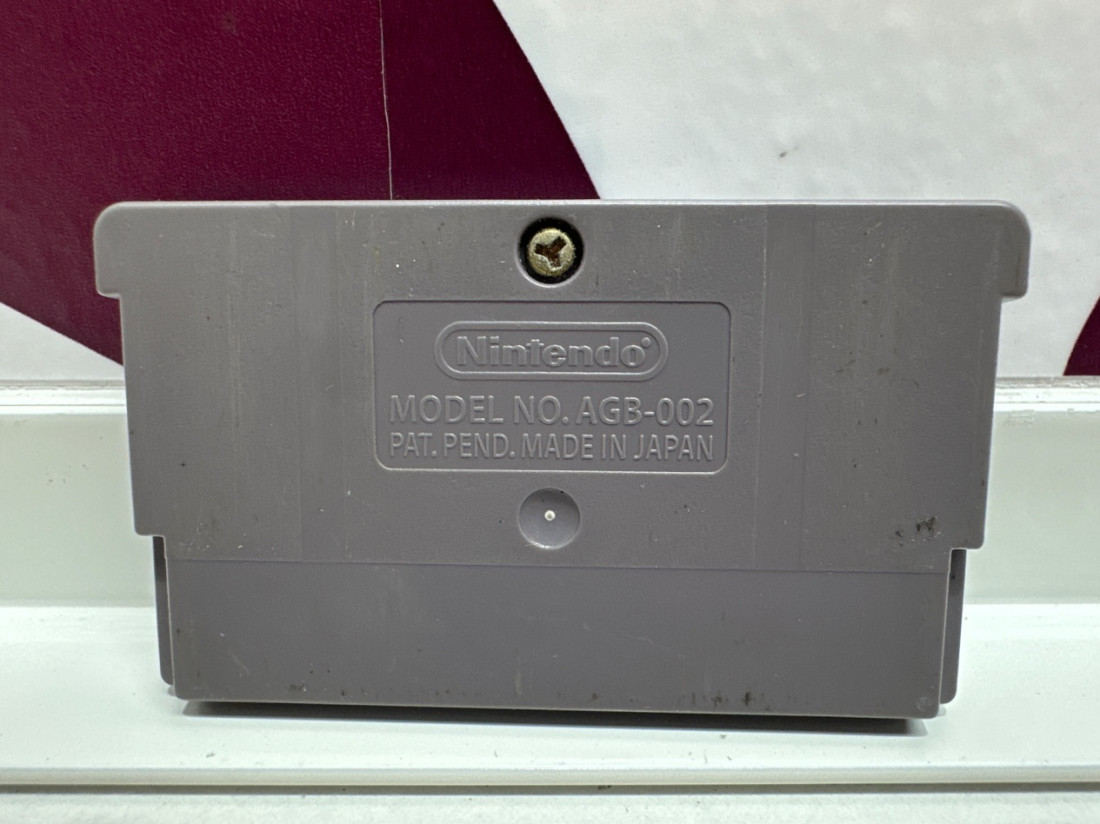 Nintendo®
MODEL NO. AGB-002
PAT. PEND. MADE IN JAPAN